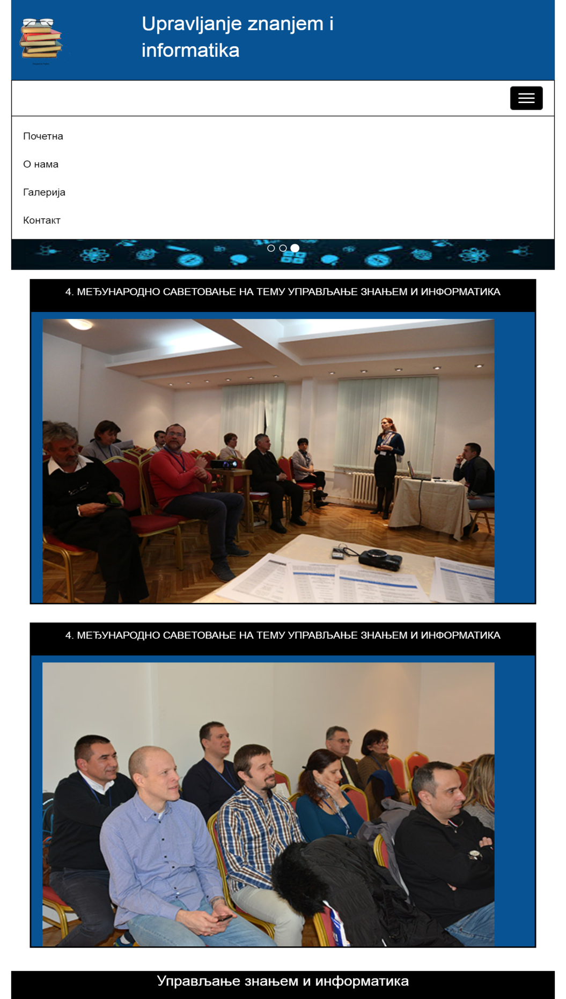 Upravljanje znanjem i
informatika
Почетна
О нама
Галерија
Контакт
4. МЕЂУНАРОДНО САВЕТОВАЊЕ НА ТЕМУ УПРАВЉАЊЕ ЗНАЊЕМ И ИНФОРМАТИКА
4. МЕЂУНАРОДНО САВЕТОВАЊЕ НА ТЕМУ УПРАВЉАЊЕ ЗНАЊЕМ И ИНФОРМАТИКА
Управљање знањем и информатика